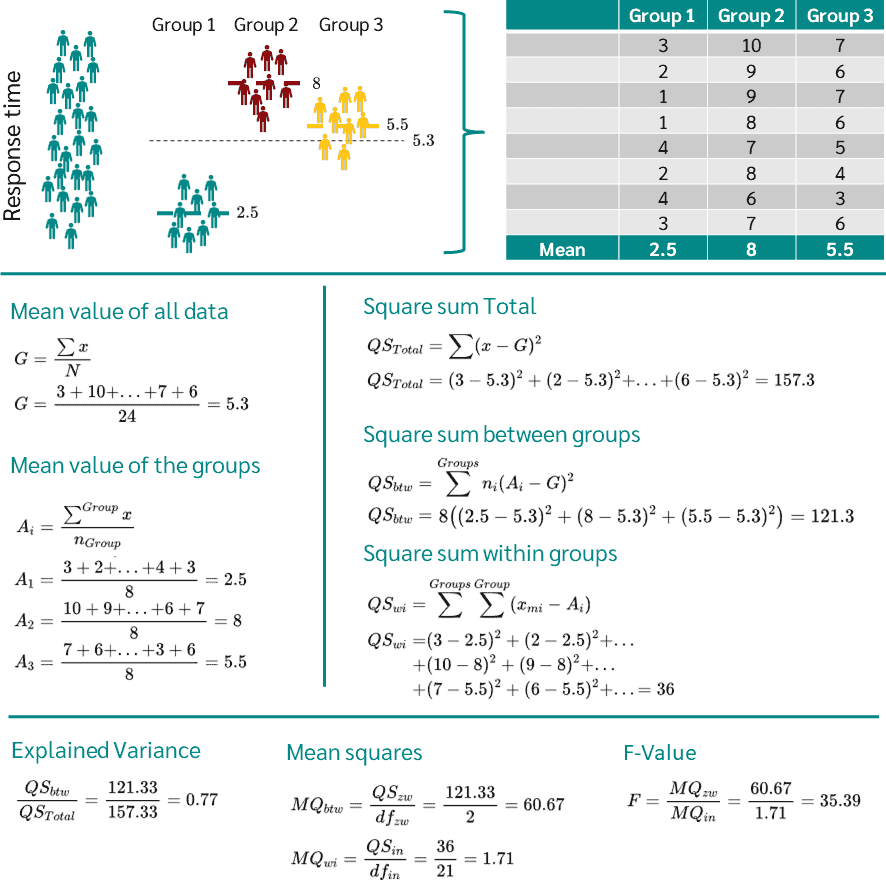 Response time
Group 1 Group 2 Group 3
8
5.5
5.3
2.5
Group 1 Group 2 Group 3
3 10 7
2 9 6
1 9 7
1 8 6
4 7 5
2 8 4
4 6 3
3 7 6
Mean 2.5 8 5.5
Mean value of all data
G = ∑ x / N
G = 3 + 10+...+7 + 6 / 24 = 5.3
Mean value of the groups
A_i = ∑^Group x / n_Group
A_1 = 3 + 2+...+4 + 3 / 8 = 2.5
A_2 = 10 + 9+...+6 + 7 / 8 = 8
A_3 = 7 + 6+...+3 + 6 / 8 = 5.5
Square sum Total
QS_Total = ∑(x − G)²
QS_Total = (3 − 5.3)² + (2 − 5.3)²+...+(6 − 5.3)² = 157.3
Square sum between groups
QS_btw = ∑^Groups n_i(A_i − G)²
QS_btw = 8((2.5 − 5.3)² + (8 − 5.3)² + (5.5 − 5.3)²) = 121.3
Square sum within groups
QS_wi = ∑^Groups ∑^Group (x_mi − A_i)
QS_wi =(3 − 2.5)² + (2 − 2.5)²+...
+(10 − 8)² + (9 − 8)²+...
+(7 − 5.5)² + (6 − 5.5)²+... = 36
Explained Variance
QS_btw / QS_Total = 121.33 / 157.33 = 0.77
Mean squares
MQ_btw = QS_zw / df_zw = 121.33 / 2 = 60.67
MQ_wi = QS_in / df_in = 36 / 21 = 1.71
F-Value
F = MQ_zw / MQ_in = 60.67 / 1.71 = 35.39